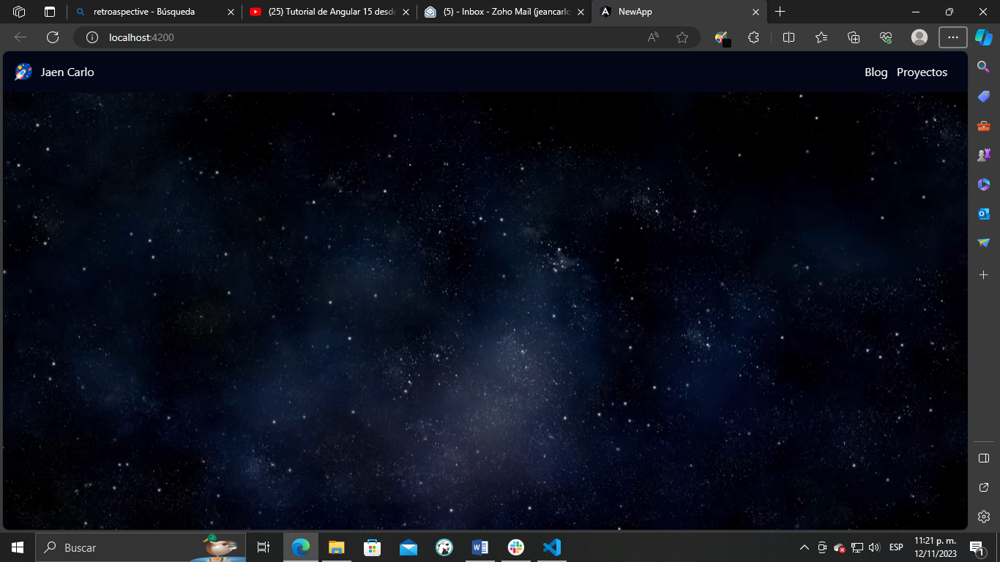 retroaspective - Búsqueda
(25) Tutorial de Angular 15 desde
(5) - Inbox - Zoho Mail (jeancarlo
NewApp
localhost:4200
Jaen Carlo
Blog
Proyectos
Buscar
ESP
11:21 p. m.
12/11/2023
1